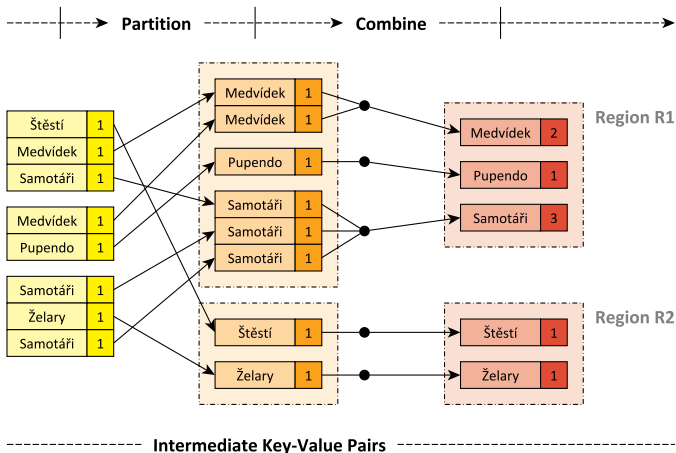 Partition
Combine
Štěstí 1
Medvídek 1
Samotáři 1
Medvídek 1
Pupendo 1
Samotáři 1
Želary 1
Samotáři 1
Medvídek 1
Medvídek 1
Pupendo 1
Samotáři 1
Samotáři 1
Samotáři 1
Štěstí 1
Želary 1
Region R1
Medvídek 2
Pupendo 1
Samotáři 3
Region R2
Štěstí 1
Želary 1
Intermediate Key-Value Pairs